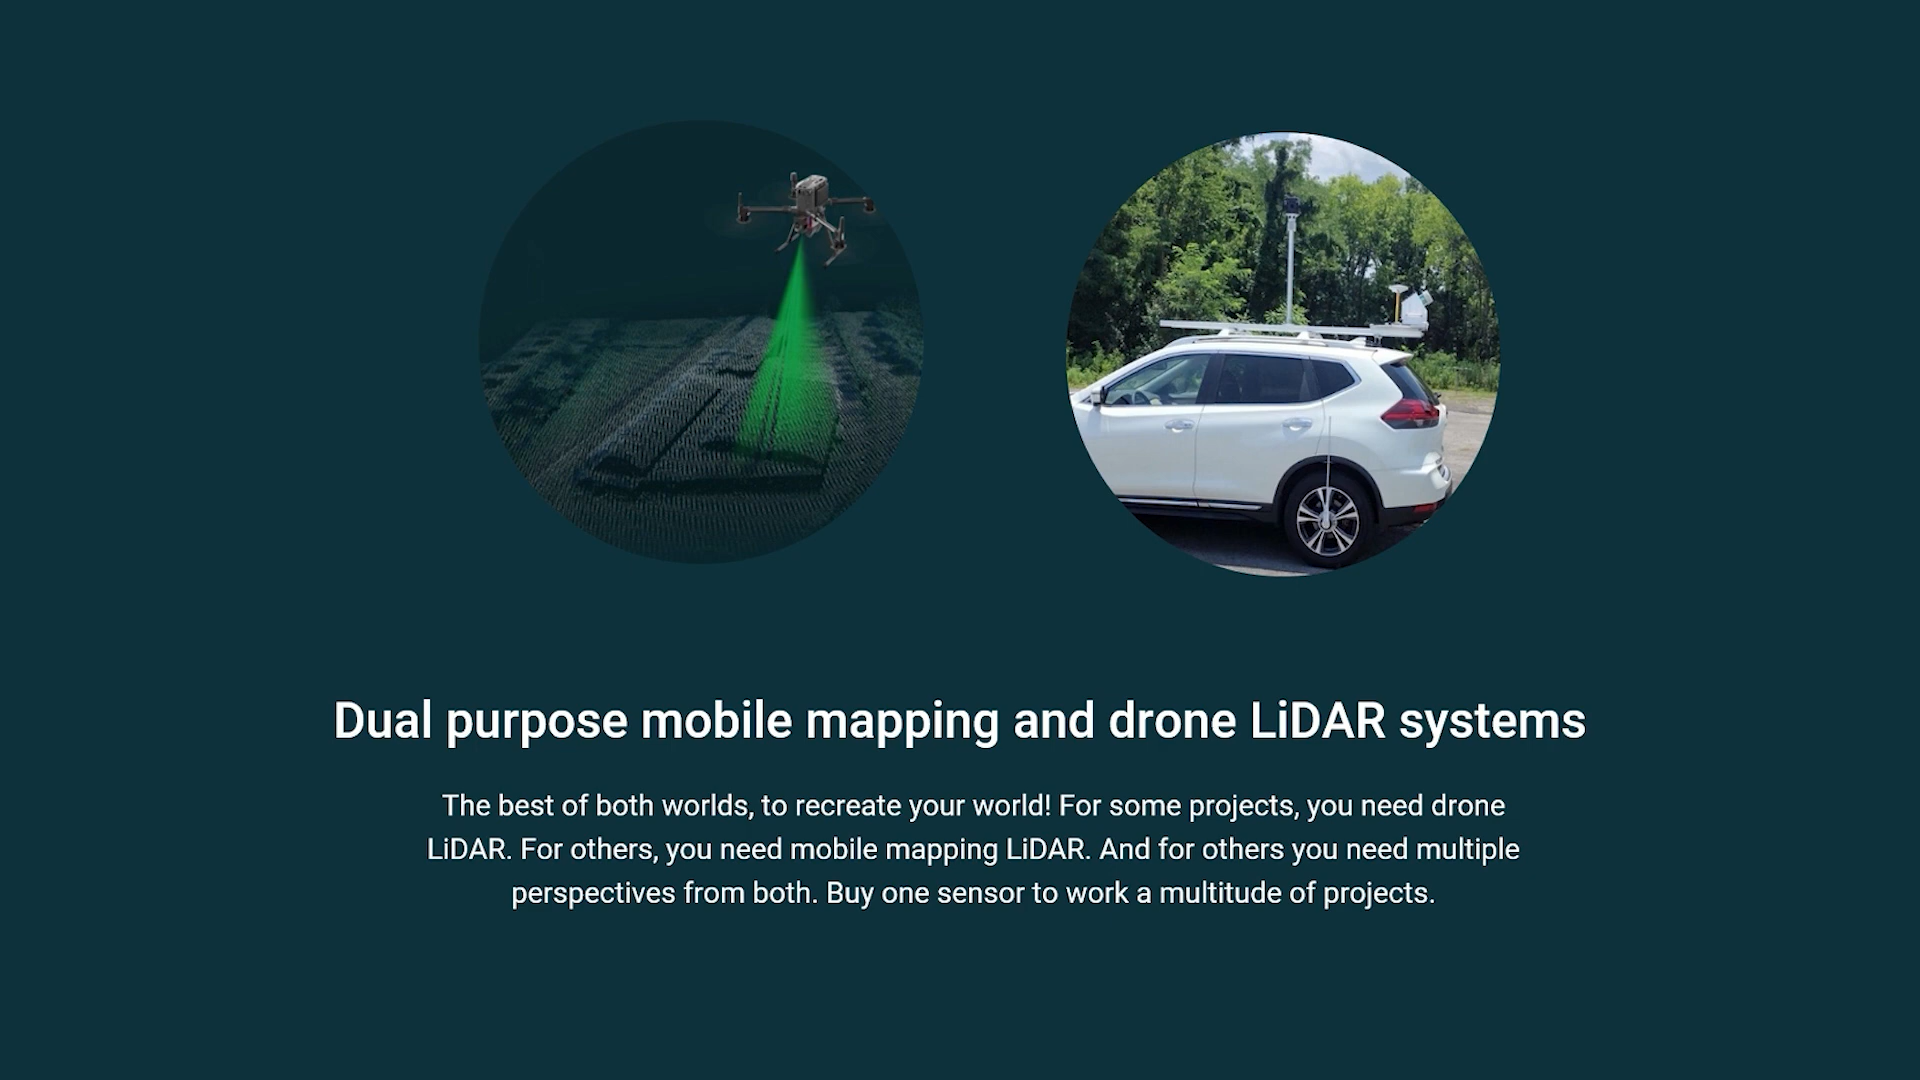 Dual purpose mobile mapping and drone LiDAR systems
The best of both worlds, to recreate your world! For some projects, you need drone
LiDAR. For others, you need mobile mapping LiDAR. And for others you need multiple
perspectives from both. Buy one sensor to work a multitude of projects.